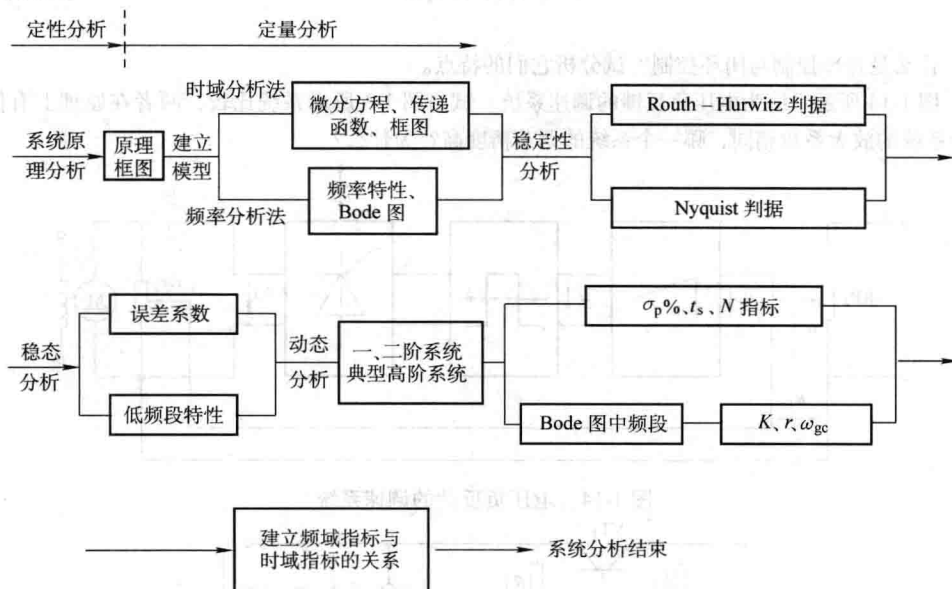 定性分析
定量分析
时域分析法
微分方程、传递
函数、框图
Routh－Hurwitz 判据
系统原
理分析
原理
框图
建立
模型
稳定性
分析
频率分析法
频率特性、
Bode 图
Nyquist 判据
误差系数
σp%、ts、N 指标
稳态
分析
动态
分析
一、二阶系统
典型高阶系统
低频段特性
Bode 图中频段
K、r、ωgc
建立频域指标与
时域指标的关系
系统分析结束